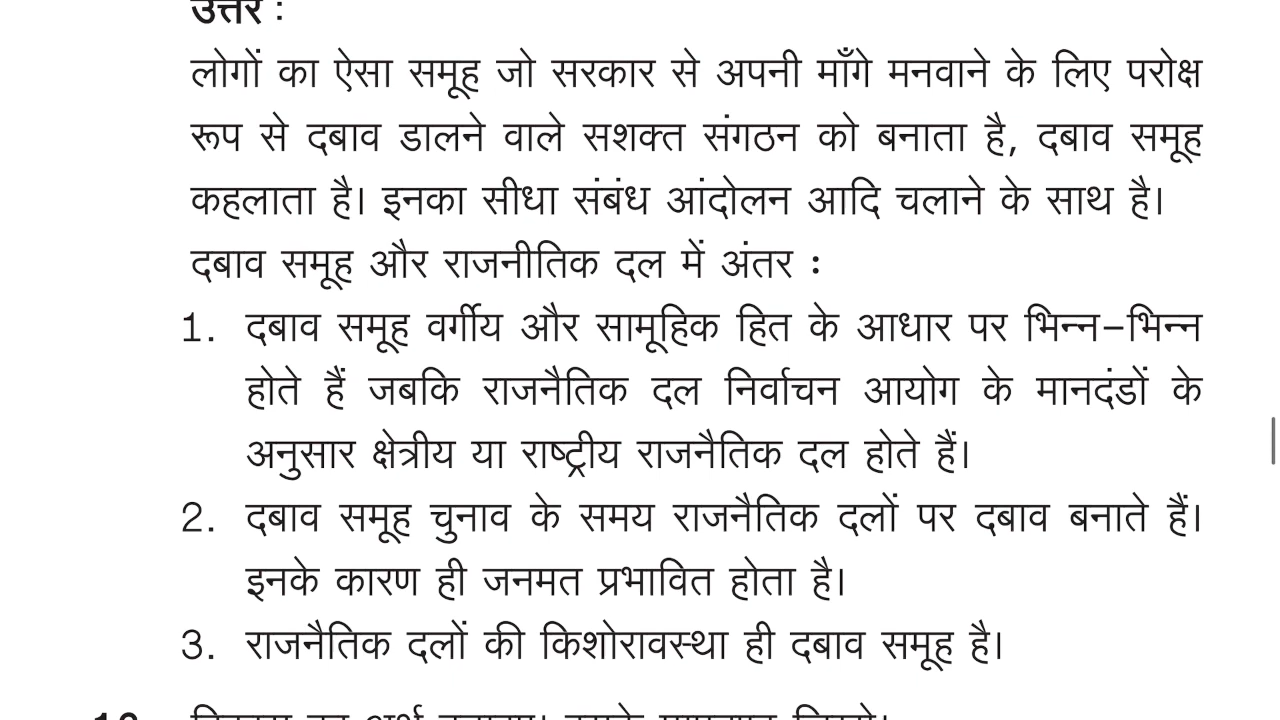 उत्तर :
लोगों का ऐसा समूह जो सरकार से अपनी माँगे मनवाने के लिए परोक्ष
रूप से दबाव डालने वाले सशक्त संगठन को बनाता है, दबाव समूह
कहलाता है। इनका सीधा संबंध आंदोलन आदि चलाने के साथ है।
दबाव समूह और राजनीतिक दल में अंतर :
1. दबाव समूह वर्गीय और सामूहिक हित के आधार पर भिन्न-भिन्न
होते हैं जबकि राजनैतिक दल निर्वाचन आयोग के मानदंडों के
अनुसार क्षेत्रीय या राष्ट्रीय राजनैतिक दल होते हैं।
2. दबाव समूह चुनाव के समय राजनैतिक दलों पर दबाव बनाते हैं।
इनके कारण ही जनमत प्रभावित होता है।
3. राजनैतिक दलों की किशोरावस्था ही दबाव समूह है।